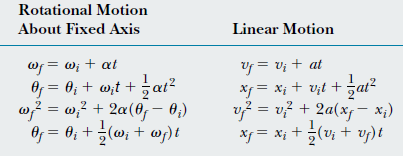 Rotational Motion
About Fixed Axis Linear Motion
ω_f = ω_i + αt v_f = v_i + at
θ_f = θ_i + ω_i t + ½αt² x_f = x_i + v_i t + ½at²
ω_f² = ω_i² + 2α(θ_f − θ_i) v_f² = v_i² + 2a(x_f − x_i)
θ_f = θ_i + ½(ω_i + ω_f)t x_f = x_i + ½(v_i + v_f)t